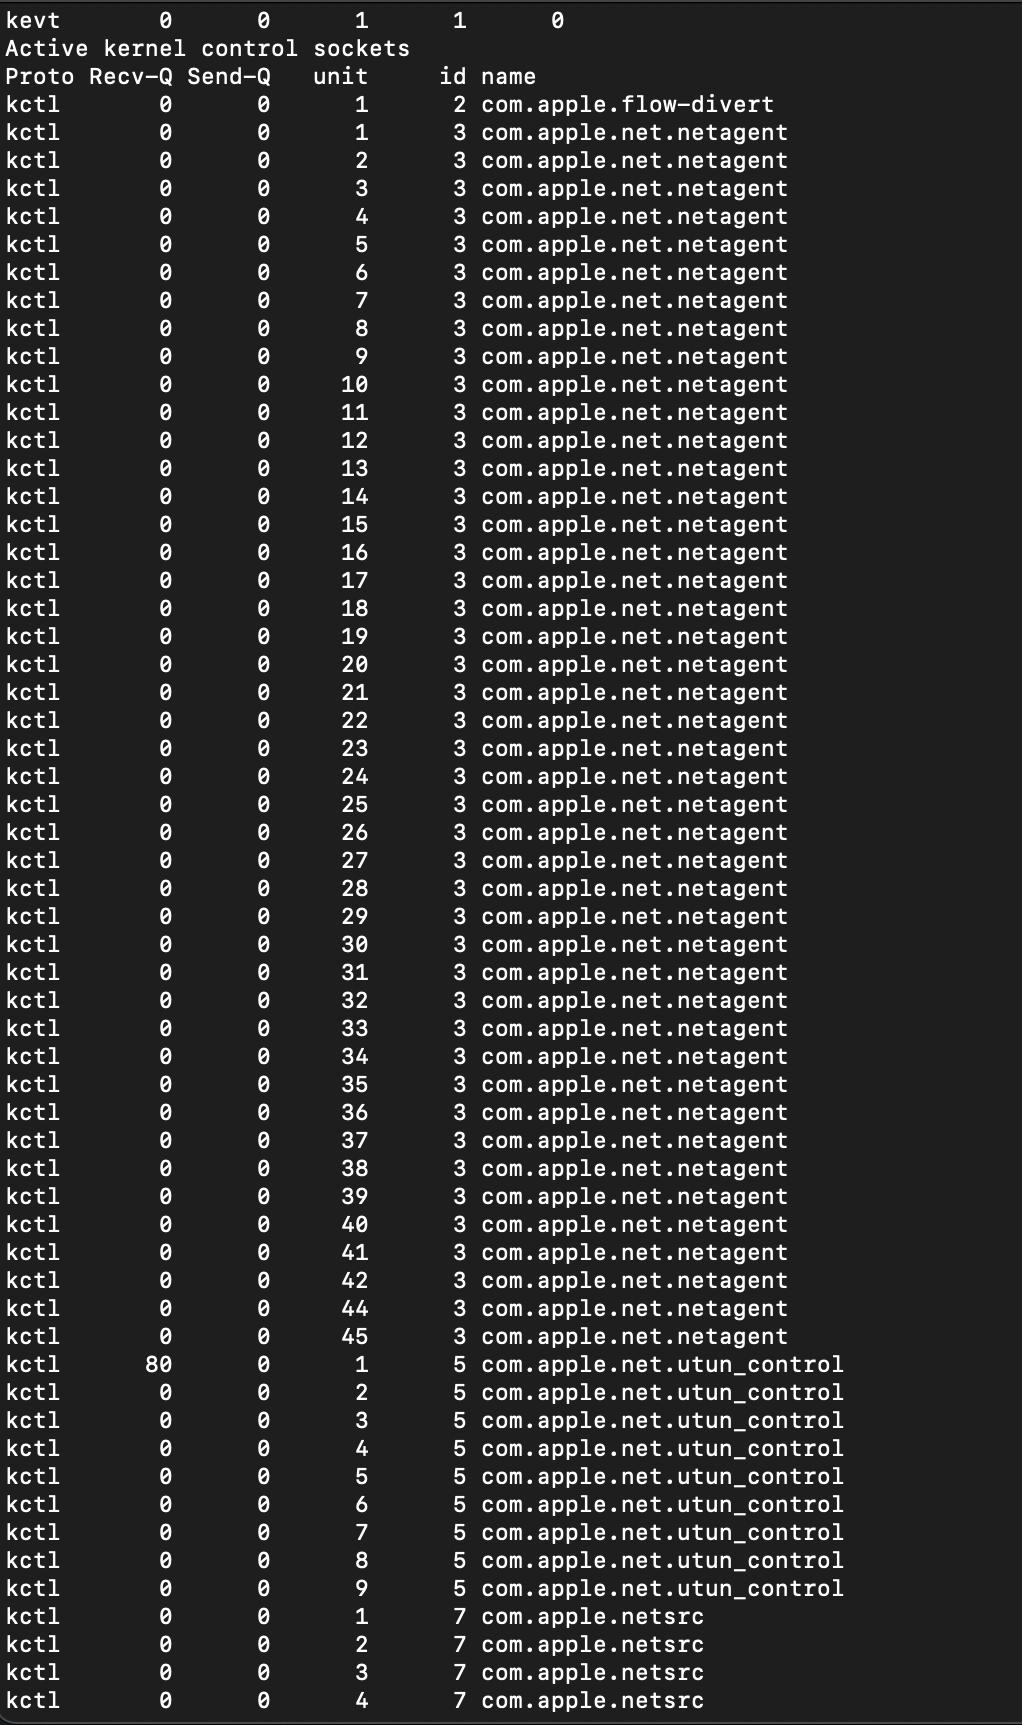 kevt 0 0 1 1 0
Active kernel control sockets
Proto Recv-Q Send-Q unit id name
kctl 0 0 1 2 com.apple.flow-divert
kctl 0 0 1 3 com.apple.net.netagent
kctl 0 0 2 3 com.apple.net.netagent
kctl 0 0 3 3 com.apple.net.netagent
kctl 0 0 4 3 com.apple.net.netagent
kctl 0 0 5 3 com.apple.net.netagent
kctl 0 0 6 3 com.apple.net.netagent
kctl 0 0 7 3 com.apple.net.netagent
kctl 0 0 8 3 com.apple.net.netagent
kctl 0 0 9 3 com.apple.net.netagent
kctl 0 0 10 3 com.apple.net.netagent
kctl 0 0 11 3 com.apple.net.netagent
kctl 0 0 12 3 com.apple.net.netagent
kctl 0 0 13 3 com.apple.net.netagent
kctl 0 0 14 3 com.apple.net.netagent
kctl 0 0 15 3 com.apple.net.netagent
kctl 0 0 16 3 com.apple.net.netagent
kctl 0 0 17 3 com.apple.net.netagent
kctl 0 0 18 3 com.apple.net.netagent
kctl 0 0 19 3 com.apple.net.netagent
kctl 0 0 20 3 com.apple.net.netagent
kctl 0 0 21 3 com.apple.net.netagent
kctl 0 0 22 3 com.apple.net.netagent
kctl 0 0 23 3 com.apple.net.netagent
kctl 0 0 24 3 com.apple.net.netagent
kctl 0 0 25 3 com.apple.net.netagent
kctl 0 0 26 3 com.apple.net.netagent
kctl 0 0 27 3 com.apple.net.netagent
kctl 0 0 28 3 com.apple.net.netagent
kctl 0 0 29 3 com.apple.net.netagent
kctl 0 0 30 3 com.apple.net.netagent
kctl 0 0 31 3 com.apple.net.netagent
kctl 0 0 32 3 com.apple.net.netagent
kctl 0 0 33 3 com.apple.net.netagent
kctl 0 0 34 3 com.apple.net.netagent
kctl 0 0 35 3 com.apple.net.netagent
kctl 0 0 36 3 com.apple.net.netagent
kctl 0 0 37 3 com.apple.net.netagent
kctl 0 0 38 3 com.apple.net.netagent
kctl 0 0 39 3 com.apple.net.netagent
kctl 0 0 40 3 com.apple.net.netagent
kctl 0 0 41 3 com.apple.net.netagent
kctl 0 0 42 3 com.apple.net.netagent
kctl 0 0 44 3 com.apple.net.netagent
kctl 0 0 45 3 com.apple.net.netagent
kctl 80 0 1 5 com.apple.net.utun_control
kctl 0 0 2 5 com.apple.net.utun_control
kctl 0 0 3 5 com.apple.net.utun_control
kctl 0 0 4 5 com.apple.net.utun_control
kctl 0 0 5 5 com.apple.net.utun_control
kctl 0 0 6 5 com.apple.net.utun_control
kctl 0 0 7 5 com.apple.net.utun_control
kctl 0 0 8 5 com.apple.net.utun_control
kctl 0 0 9 5 com.apple.net.utun_control
kctl 0 0 1 7 com.apple.netsrc
kctl 0 0 2 7 com.apple.netsrc
kctl 0 0 3 7 com.apple.netsrc
kctl 0 0 4 7 com.apple.netsrc